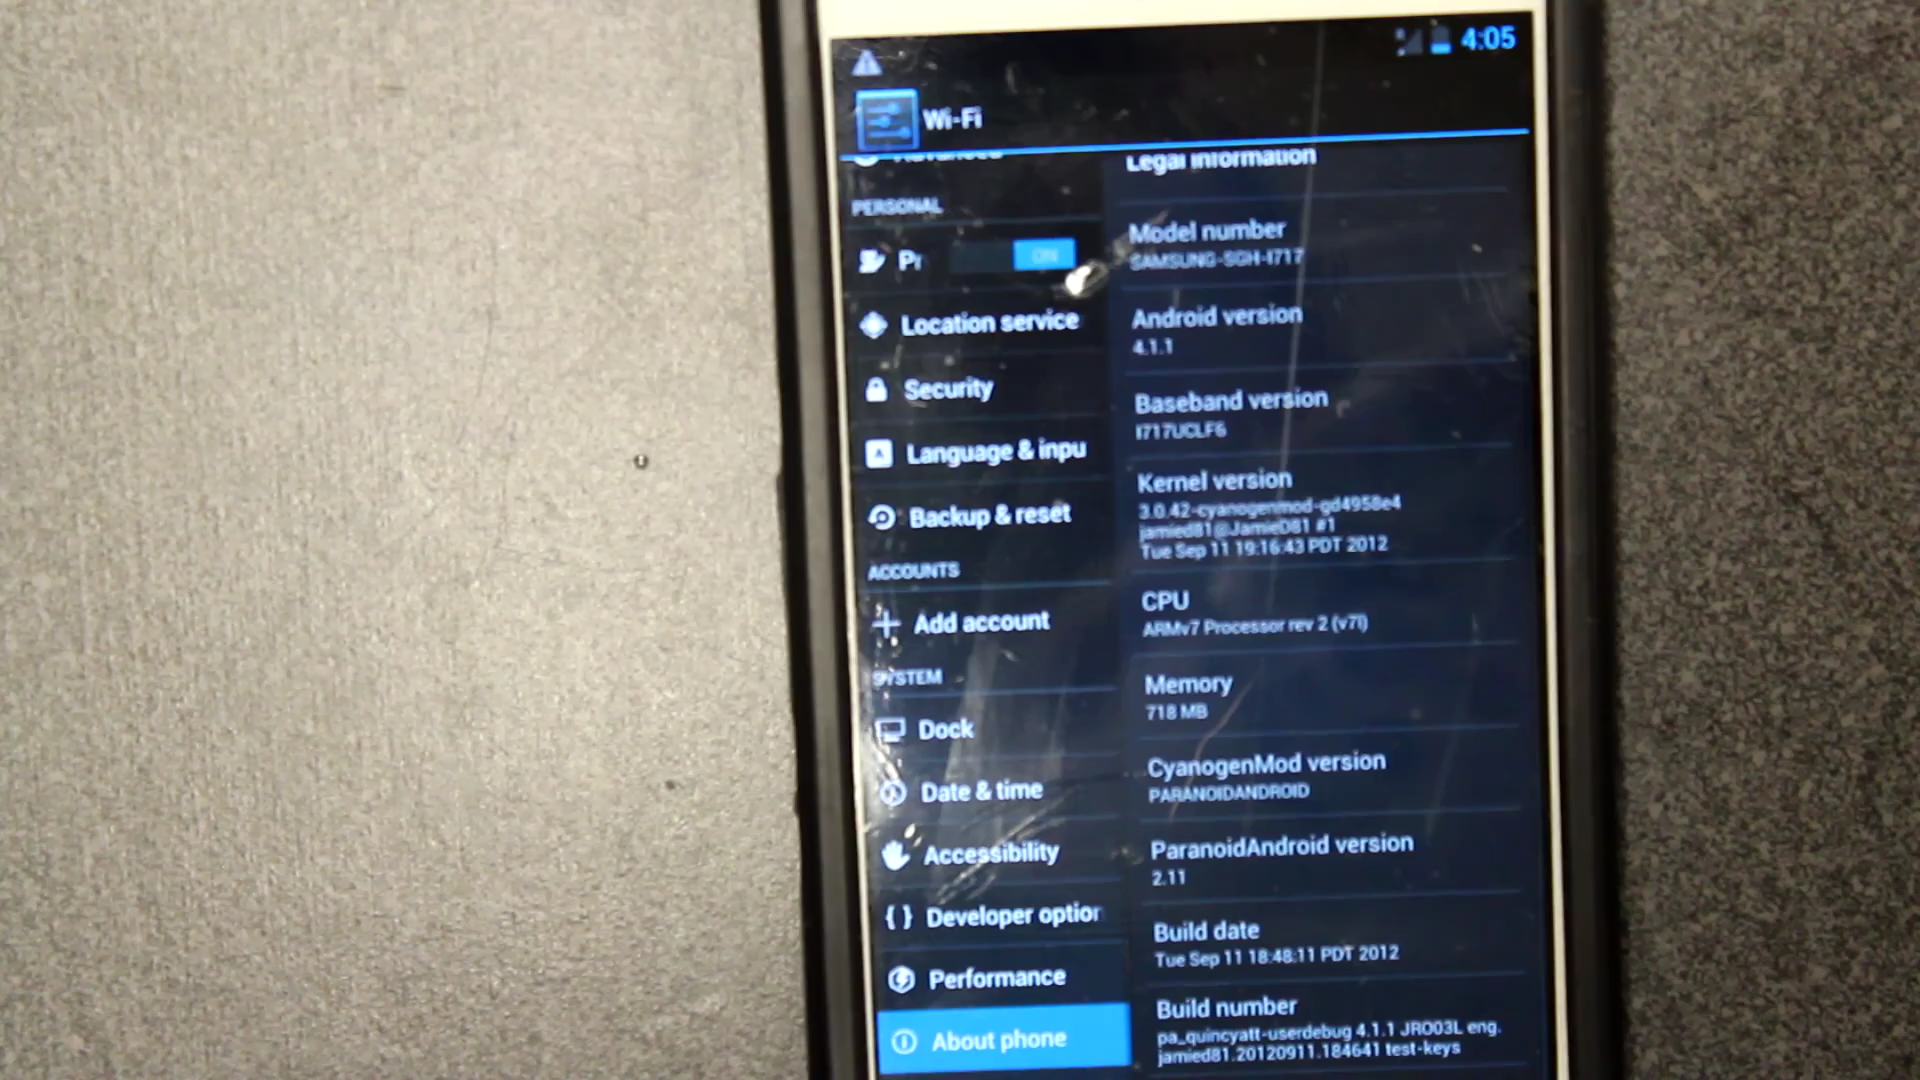 4:05
Wi-Fi
Advanced
PERSONAL
Pr
ON
Location service
Security
Language & inpu
Backup & reset
ACCOUNTS
Add account
SYSTEM
Dock
Date & time
Accessibility
{ } Developer option
Performance
About phone
Legal information
Model number
SAMSUNG-SGH-I717
Android version
4.1.1
Baseband version
I717UCLF6
Kernel version
3.0.42-cyanogenmod-gd4958e4
jamied81@JamieD81 #1
Tue Sep 11 19:16:43 PDT 2012
CPU
ARMv7 Processor rev 2 (v7l)
Memory
718 MB
CyanogenMod version
PARANOIDANDROID
ParanoidAndroid version
2.11
Build date
Tue Sep 11 18:48:11 PDT 2012
Build number
pa_quincyatt-userdebug 4.1.1 JRO03L eng.
jamied81.20120911.184641 test-keys